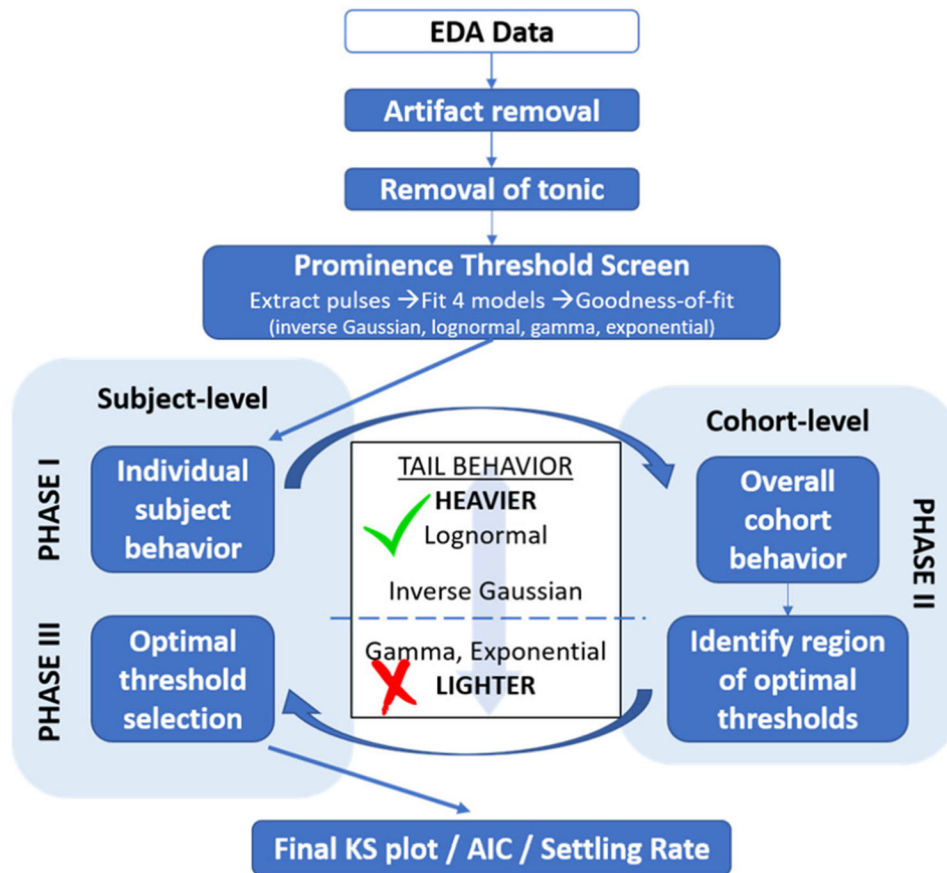 EDA Data
Artifact removal
Removal of tonic
Prominence Threshold Screen
Extract pulses →Fit 4 models →Goodness-of-fit
(inverse Gaussian, lognormal, gamma, exponential)
Subject-level
PHASE I
Individual
subject
behavior
PHASE III
Optimal
threshold
selection
TAIL BEHAVIOR
HEAVIER
Lognormal
Inverse Gaussian
Gamma, Exponential
LIGHTER
Cohort-level
PHASE II
Overall
cohort
behavior
Identify region
of optimal
thresholds
Final KS plot / AIC / Settling Rate